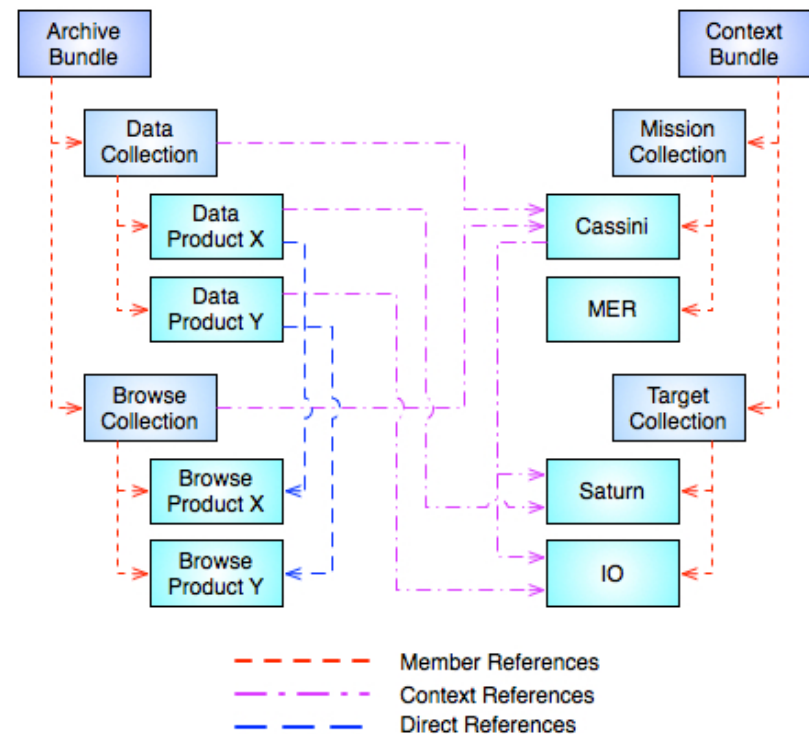 Archive
Bundle
Context
Bundle
Data
Collection
Mission
Collection
Data
Product X
Cassini
Data
Product Y
MER
Browse
Collection
Target
Collection
Browse
Product X
Saturn
Browse
Product Y
IO
Member References
Context References
Direct References